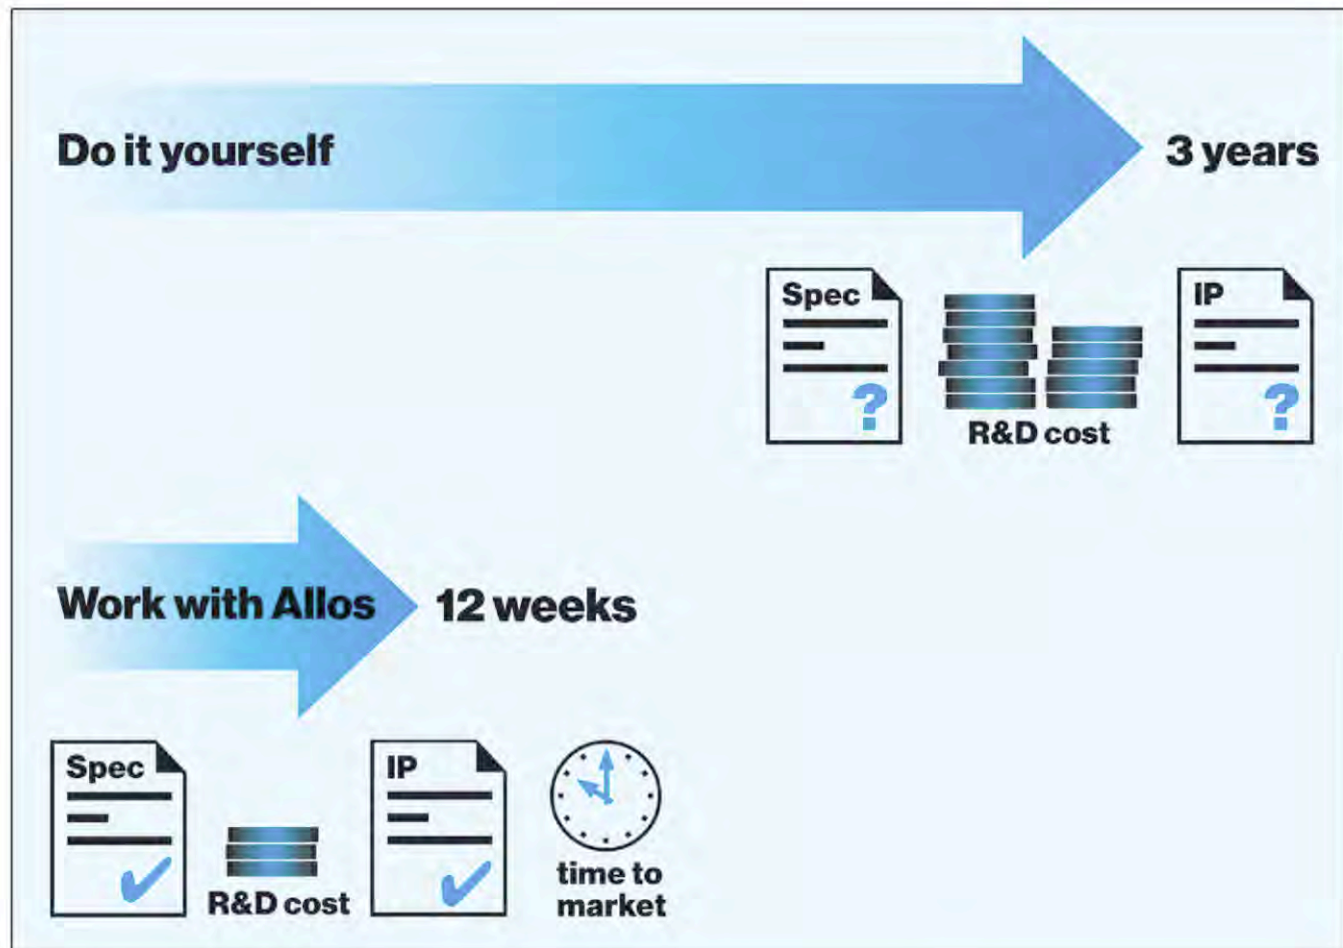 Do it yourself
3 years
Spec
?
R&D cost
IP
?
Work with Allos
12 weeks
Spec
R&D cost
IP
time to
market